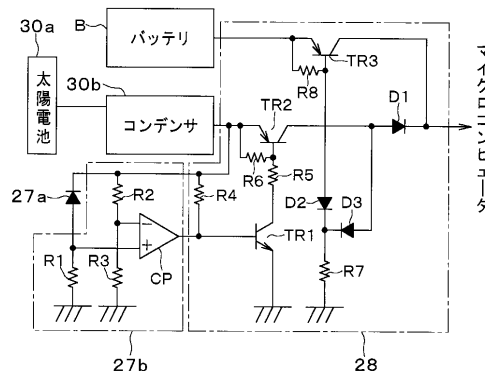 30a
B
バッテリ
太陽電池
30b
コンデンサ
R8
TR3
TR2
D1
マイクロコンピュータ
R6
R5
27a
R2
R4
D2
D3
TR1
R1
R3
CP
R7
－
＋
27b
28